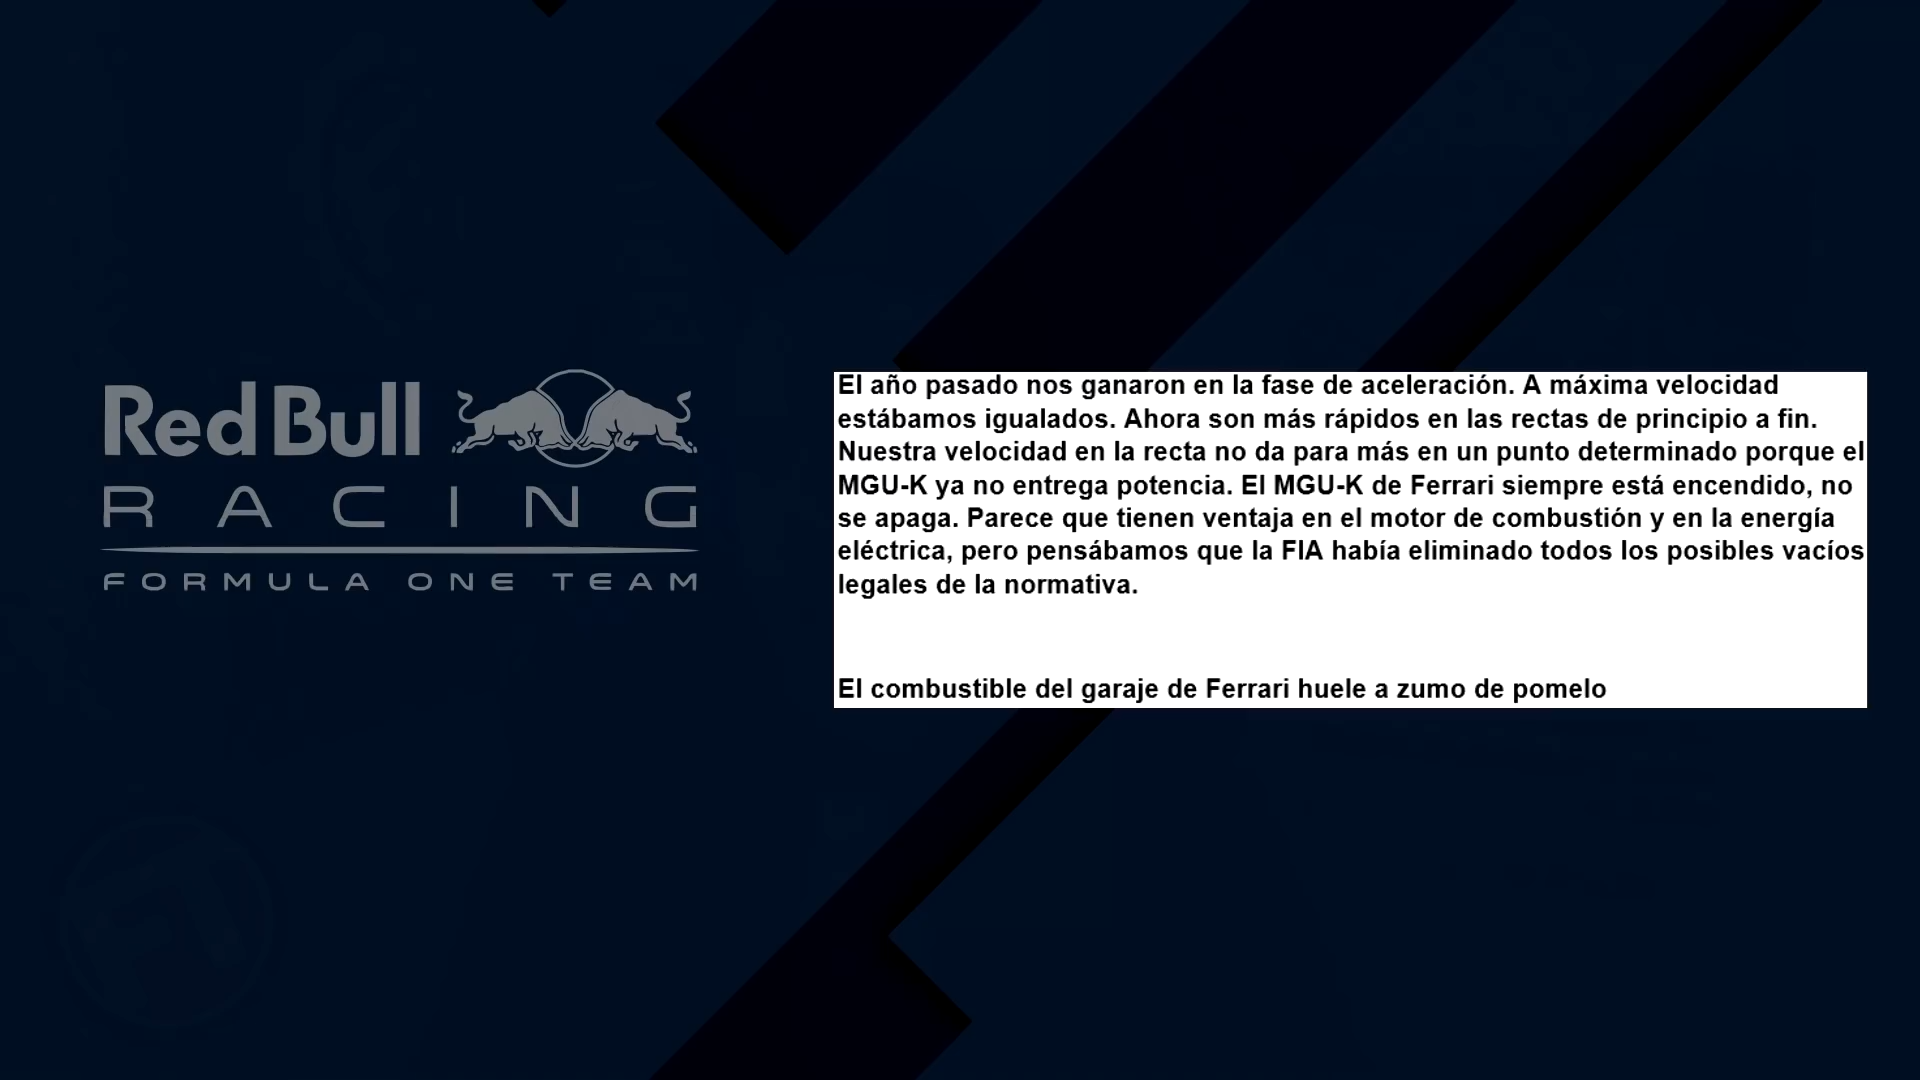 Red Bull
RACING
FORMULA ONE TEAM
El año pasado nos ganaron en la fase de aceleración. A máxima velocidad
estábamos igualados. Ahora son más rápidos en las rectas de principio a fin.
Nuestra velocidad en la recta no da para más en un punto determinado porque el
MGU-K ya no entrega potencia. El MGU-K de Ferrari siempre está encendido, no
se apaga. Parece que tienen ventaja en el motor de combustión y en la energía
eléctrica, pero pensábamos que la FIA había eliminado todos los posibles vacíos
legales de la normativa.
El combustible del garaje de Ferrari huele a zumo de pomelo